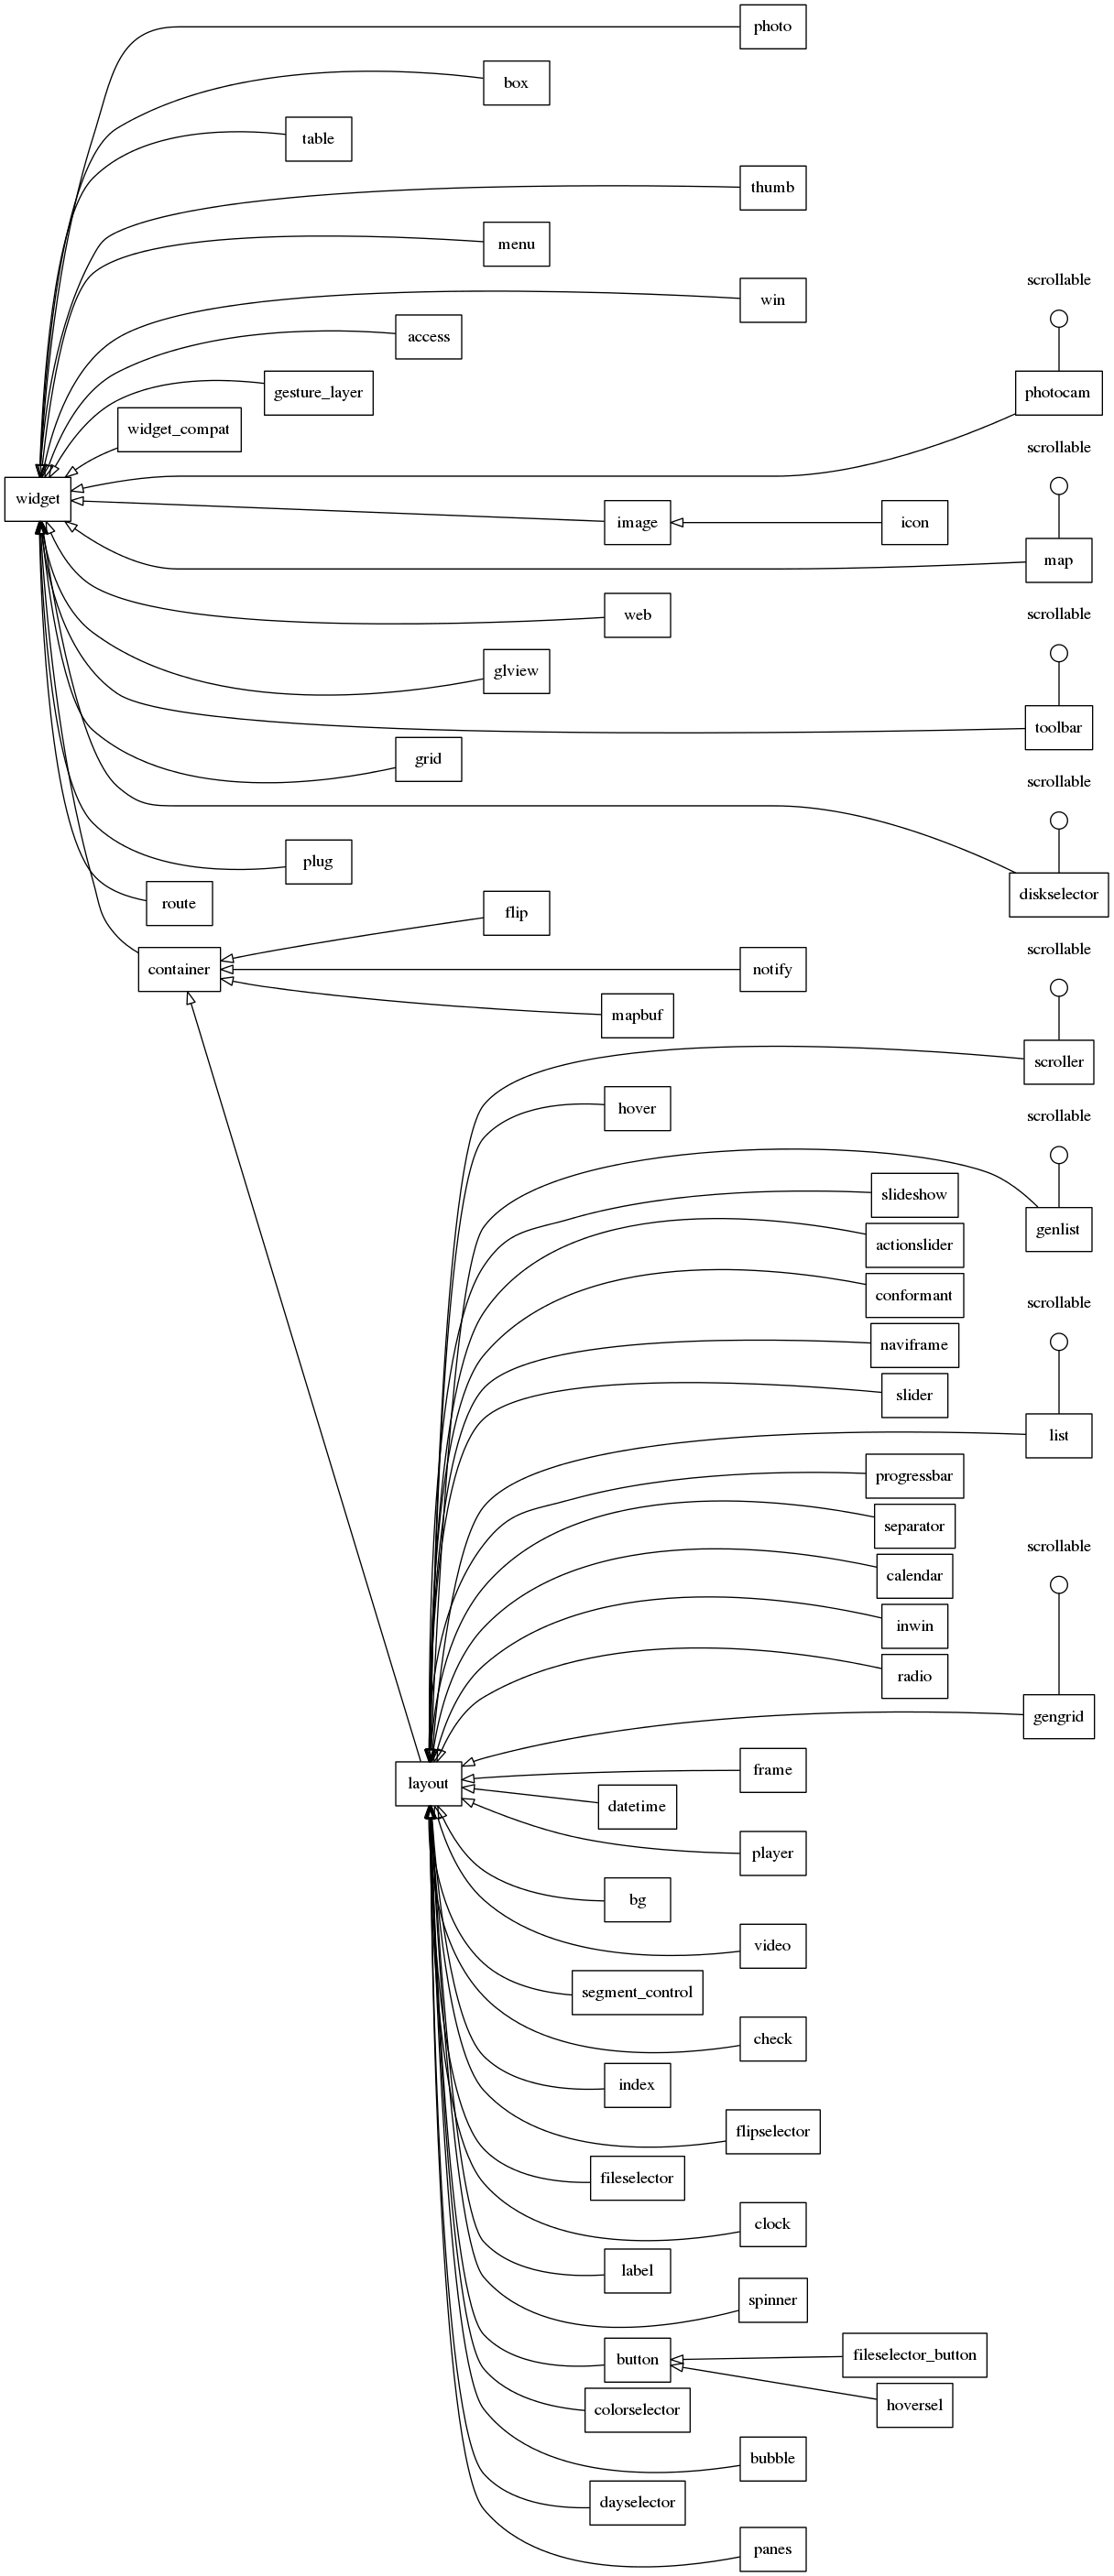 photo
box
table
thumb
menu
scrollable
win
access
gesture_layer
photocam
widget_compat
scrollable
widget
image
icon
map
web
scrollable
glview
toolbar
grid
scrollable
plug
diskselector
route
flip
scrollable
container
notify
mapbuf
scroller
hover
scrollable
slideshow
genlist
actionslider
conformant
scrollable
naviframe
slider
list
progressbar
separator
scrollable
calendar
inwin
radio
gengrid
frame
layout
datetime
player
bg
video
segment_control
check
index
flipselector
fileselector
clock
label
spinner
button
fileselector_button
hoversel
colorselector
bubble
dayselector
panes